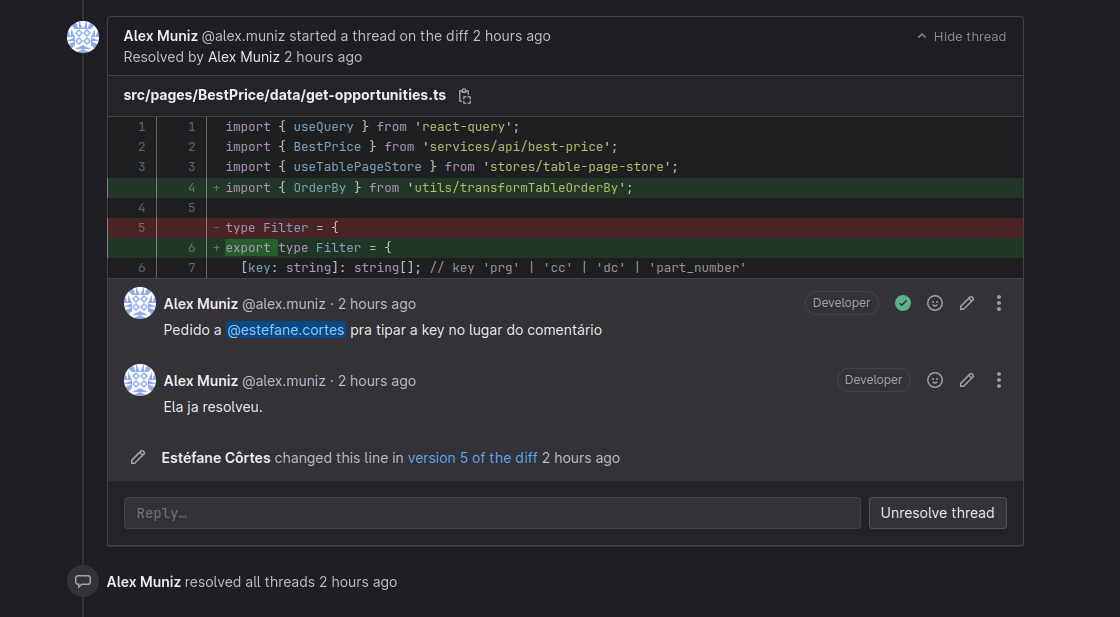 Alex Muniz @alex.muniz started a thread on the diff 2 hours ago
Hide thread
Resolved by Alex Muniz 2 hours ago
src/pages/BestPrice/data/get-opportunities.ts
1 1 import { useQuery } from 'react-query';
2 2 import { BestPrice } from 'services/api/best-price';
3 3 import { useTablePageStore } from 'stores/table-page-store';
4 + import { OrderBy } from 'utils/transformTableOrderBy';
4 5
5 - type Filter = {
6 + export type Filter = {
6 7 [key: string]: string[]; // key 'prg' | 'cc' | 'dc' | 'part_number'
Alex Muniz @alex.muniz · 2 hours ago
Developer
Pedido a @estefane.cortes pra tipar a key no lugar do comentário
Alex Muniz @alex.muniz · 2 hours ago
Developer
Ela ja resolveu.
Estéfane Côrtes changed this line in version 5 of the diff 2 hours ago
Reply…
Unresolve thread
Alex Muniz resolved all threads 2 hours ago